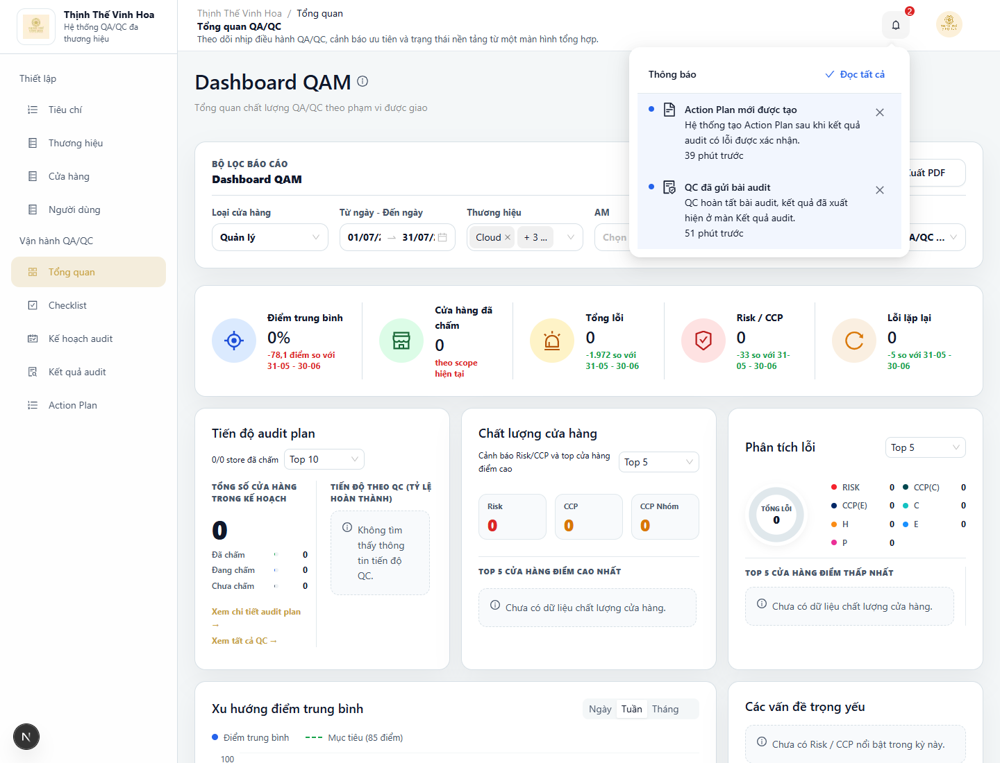 Thịnh Thế Vinh Hoa
Hệ thống QA/QC đa
thương hiệu
Thiết lập
Tiêu chí
Thương hiệu
Cửa hàng
Người dùng
Vận hành QA/QC
Tổng quan
Checklist
Kế hoạch audit
Kết quả audit
Action Plan
N
Thịnh Thế Vinh Hoa / Tổng quan
Tổng quan QA/QC
Theo dõi nhịp điều hành QA/QC, cảnh báo ưu tiên và trạng thái nền tảng từ một màn hình tổng hợp.
2
Thông báo
Đọc tất cả
Action Plan mới được tạo
Hệ thống tạo Action Plan sau khi kết quả
audit có lỗi được xác nhận.
39 phút trước
QC đã gửi bài audit
QC hoàn tất bài audit, kết quả đã xuất
hiện ở màn Kết quả audit.
51 phút trước
Dashboard QAM
Tổng quan chất lượng QA/QC theo phạm vi được giao
BỘ LỌC BÁO CÁO
Dashboard QAM
Xuất PDF
Loại cửa hàng
Từ ngày - Đến ngày
Thương hiệu
AM
Quản lý
01/07/ 31/07/
Cloud
+ 3 ...
Chọn
A/QC ...
Điểm trung bình
0%
-78,1 điểm so với
31-05 - 30-06
Cửa hàng đã
chấm
0
theo scope
hiện tại
Tổng lỗi
0
-1.972 so với
31-05 - 30-06
Risk / CCP
0
-33 so với 31-
05 - 30-06
Lỗi lặp lại
0
-5 so với 31-05 -
30-06
Tiến độ audit plan
0/0 store đã chấm
Top 10
TỔNG SỐ CỬA HÀNG
TRONG KẾ HOẠCH
0
Đã chấm 0
Đang chấm 0
Chưa chấm 0
Xem chi tiết audit plan
→
Xem tất cả QC →
TIẾN ĐỘ THEO QC (TỶ LỆ
HOÀN THÀNH)
Không tìm
thấy thông
tin tiến độ
QC.
Chất lượng cửa hàng
Cảnh báo Risk/CCP và top cửa hàng
điểm cao
Top 5
Risk
0
CCP
0
CCP Nhóm
0
TOP 5 CỬA HÀNG ĐIỂM CAO NHẤT
Chưa có dữ liệu chất lượng cửa hàng.
Phân tích lỗi
Top 5
TỔNG LỖI
0
RISK 0 CCP(C) 0
CCP(E) 0 C 0
H 0 E 0
P 0
TOP 5 CỬA HÀNG ĐIỂM THẤP NHẤT
Chưa có dữ liệu chất lượng cửa hàng.
Xu hướng điểm trung bình
Ngày Tuần Tháng
Điểm trung bình Mục tiêu (85 điểm)
100
Các vấn đề trọng yếu
Chưa có Risk / CCP nổi bật trong kỳ này.